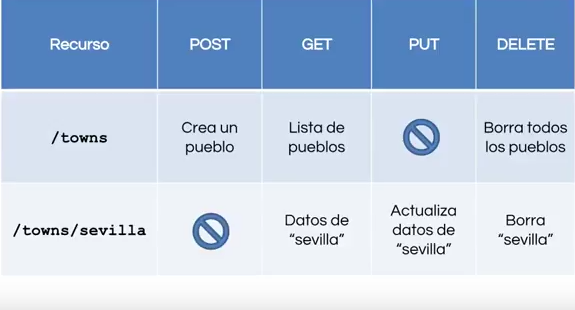 Recurso POST GET PUT DELETE
/towns Crea un pueblo Lista de pueblos Borra todos los pueblos
/towns/sevilla Datos de “sevilla” Actualiza datos de “sevilla” Borra “sevilla”